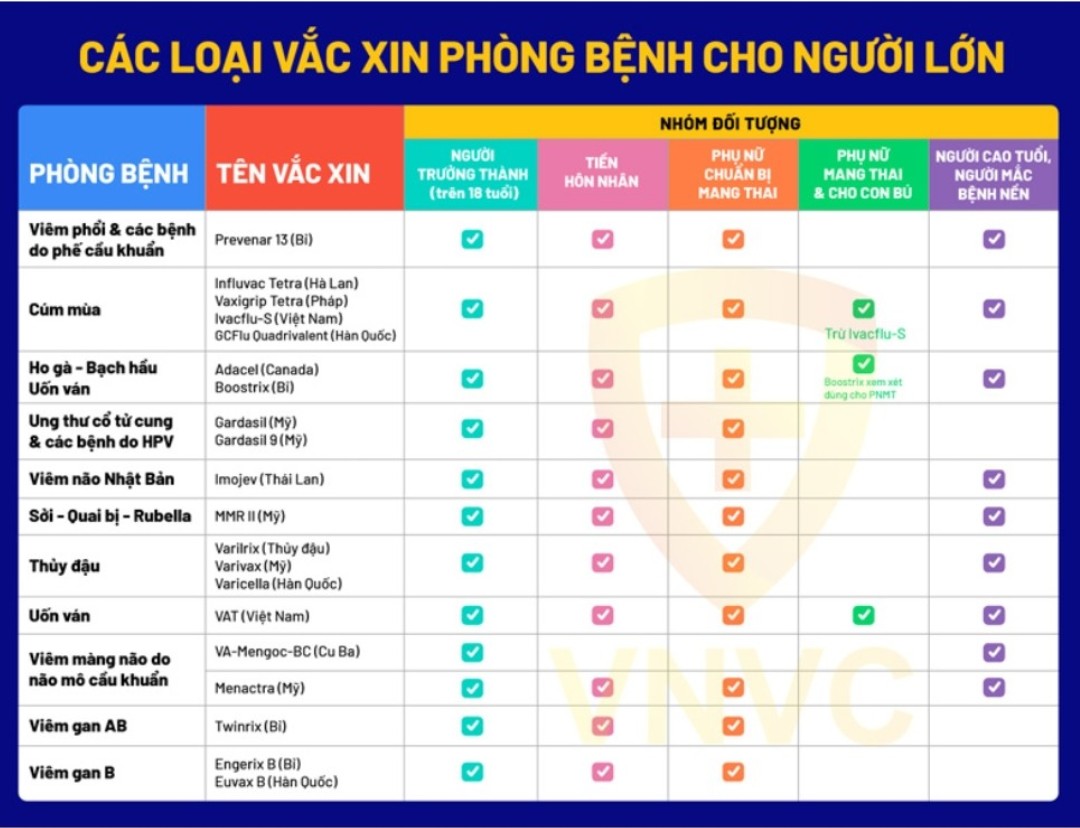 CÁC LOẠI VẮC XIN PHÒNG BỆNH CHO NGƯỜI LỚN
PHÒNG BỆNH
TÊN VẮC XIN
NHÓM ĐỐI TƯỢNG
NGƯỜI
TRƯỞNG THÀNH
(trên 18 tuổi)
TIỀN
HÔN NHÂN
PHỤ NỮ
CHUẨN BỊ
MANG THAI
PHỤ NỮ
MANG THAI
& CHO CON BÚ
NGƯỜI CAO TUỔI,
NGƯỜI MẮC
BỆNH NỀN
Viêm phổi & các bệnh
do phế cầu khuẩn
Prevenar 13 (Bỉ)
Cúm mùa
Influvac Tetra (Hà Lan)
Vaxigrip Tetra (Pháp)
Ivacflu-S (Việt Nam)
GCFlu Quadrivalent (Hàn Quốc)
Trừ Ivacflu-S
Ho gà - Bạch hầu
Uốn ván
Adacel (Canada)
Boostrix (Bỉ)
Boostrix xem xét
dùng cho PNMT
Ung thư cổ tử cung
& các bệnh do HPV
Gardasil (Mỹ)
Gardasil 9 (Mỹ)
Viêm não Nhật Bản
Imojev (Thái Lan)
Sởi - Quai bị - Rubella
MMR II (Mỹ)
Thủy đậu
Varilrix (Thủy đậu)
Varivax (Mỹ)
Varicella (Hàn Quốc)
Uốn ván
VAT (Việt Nam)
Viêm màng não do
não mô cầu khuẩn
VA-Mengoc-BC (Cu Ba)
Menactra (Mỹ)
Viêm gan AB
Twinrix (Bỉ)
Viêm gan B
Engerix B (Bỉ)
Euvax B (Hàn Quốc)
VNVC